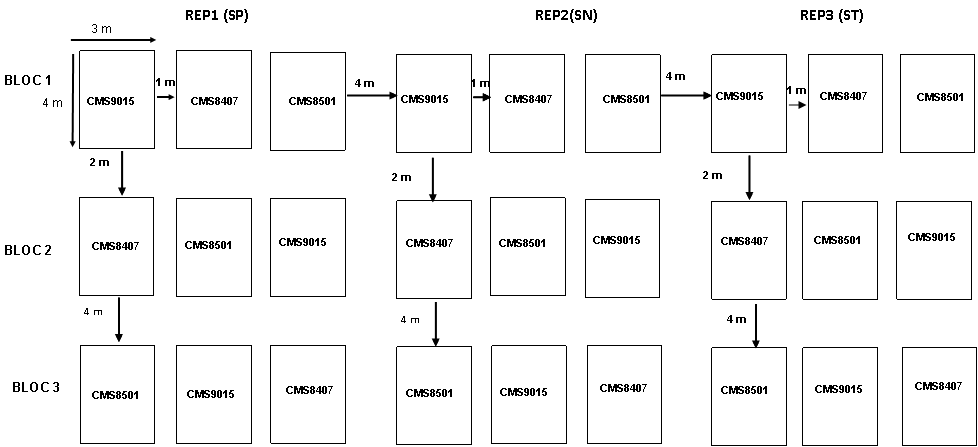 REP1 (SP) REP2(SN) REP3 (ST)
3 m
BLOC 1
4 m
CMS9015 1 m CMS8407 CMS8501 4 m CMS9015 1 m CMS8407 CMS8501 4 m CMS9015 1 m CMS8407 CMS8501
2 m 2 m 2 m
BLOC 2 CMS8407 CMS8501 CMS9015 CMS8407 CMS8501 CMS9015 CMS8407 CMS8501 CMS9015
4 m 4 m 4 m
BLOC 3 CMS8501 CMS9015 CMS8407 CMS8501 CMS9015 CMS8407 CMS8501 CMS9015 CMS8407